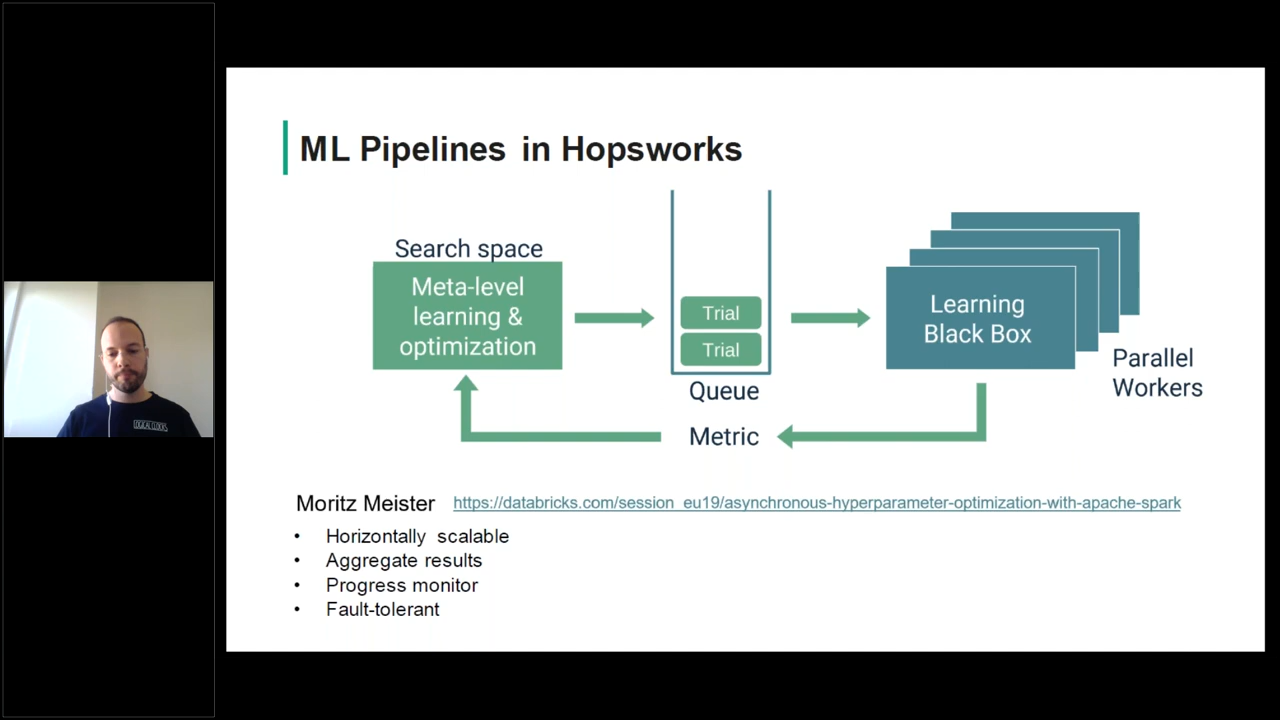 ML Pipelines in Hopsworks
Search space
Meta-level
learning &
optimization
Trial
Trial
Queue
Learning
Black Box
Parallel
Workers
Metric
Moritz Meister https://databricks.com/session_eu19/asynchronous-hyperparameter-optimization-with-apache-spark
• Horizontally scalable
• Aggregate results
• Progress monitor
• Fault-tolerant
LOGICAL CLOCKS